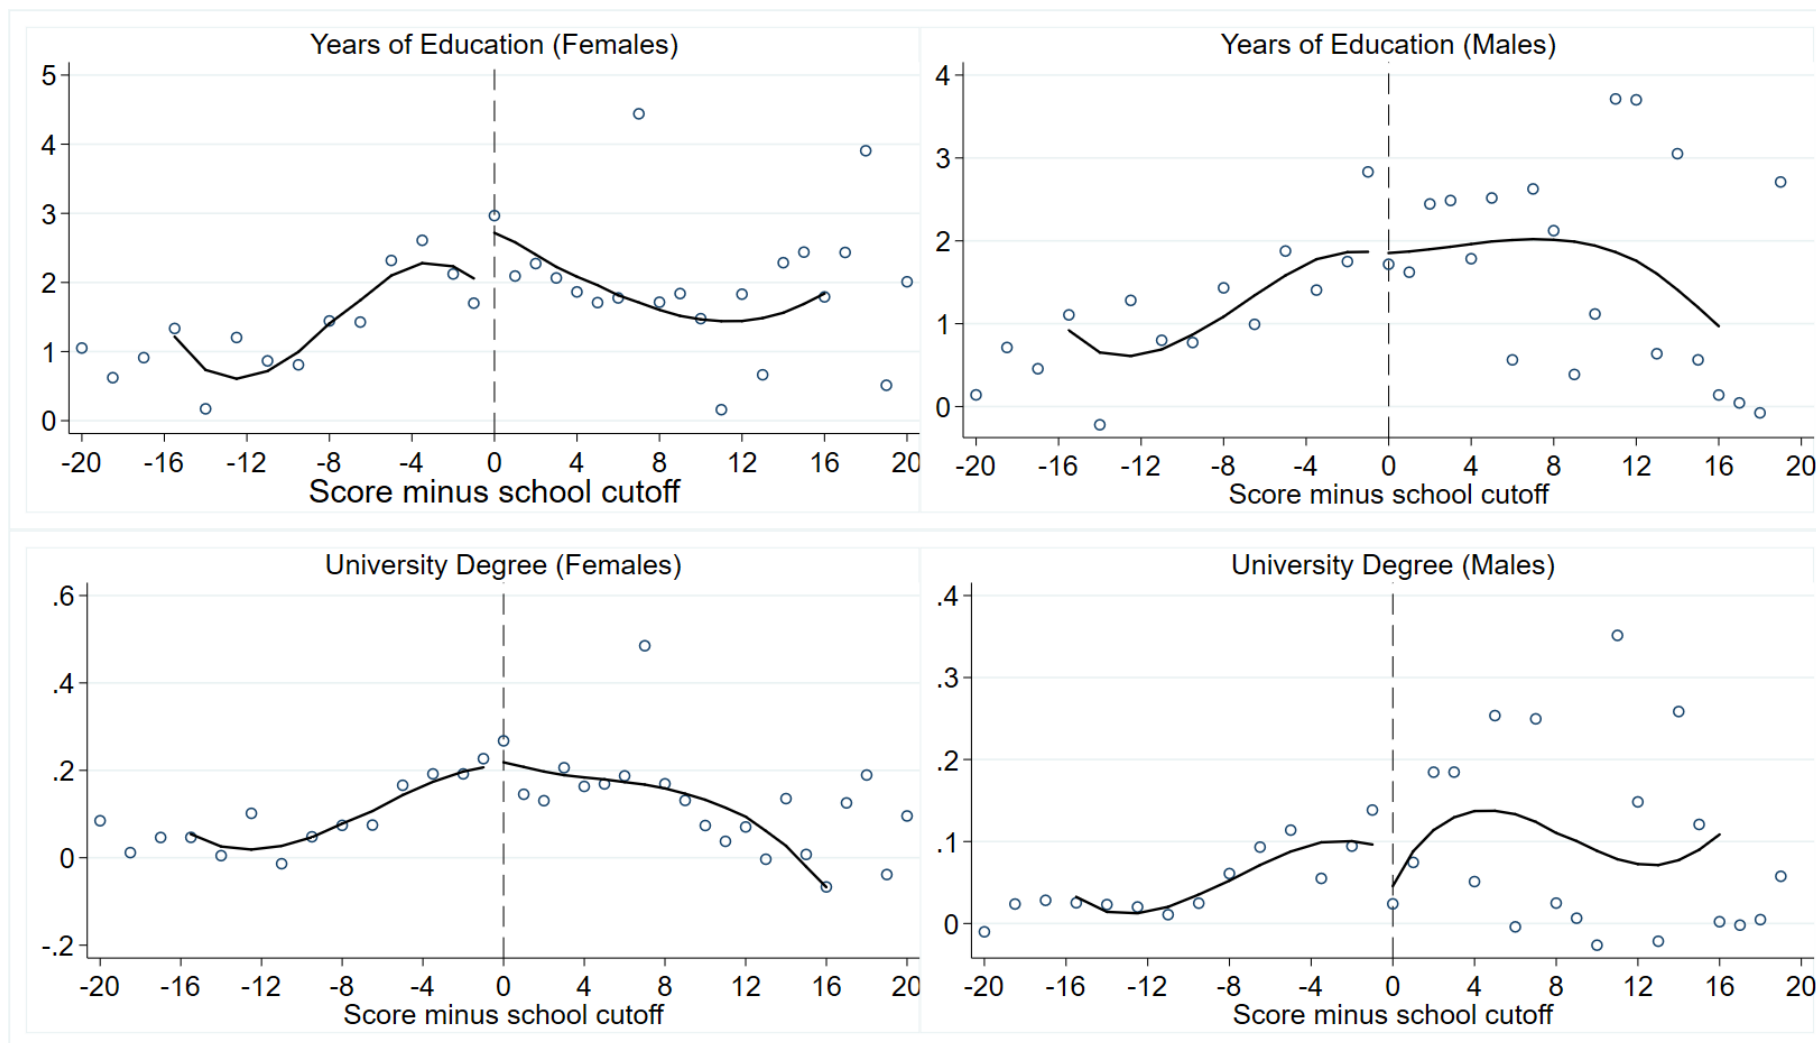 Years of Education (Females)
5
4
3
2
1
0
-20 -16 -12 -8 -4 0 4 8 12 16 20
Score minus school cutoff
Years of Education (Males)
4
3
2
1
0
-20 -16 -12 -8 -4 0 4 8 12 16 20
Score minus school cutoff
University Degree (Females)
.6
.4
.2
0
-.2
-20 -16 -12 -8 -4 0 4 8 12 16 20
Score minus school cutoff
University Degree (Males)
.4
.3
.2
.1
0
-20 -16 -12 -8 -4 0 4 8 12 16 20
Score minus school cutoff